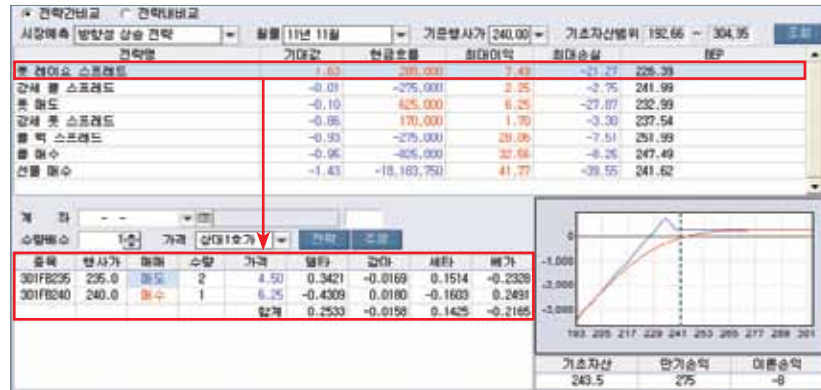 전략간비교 전략내비교
시장예측 방향성 상승 전략 월물 11년 11월 기준행사가 240,00 기초자산범위 192,66 ~ 304,35 조회
전략명 기대값 현금흐름 최대이익 최대손실 BEP
풋 레이쇼 스프레드 1.63 285,000 7.43 -21.27 226.39
강세 콜 스프레드 -0.01 -275,000 2.25 -2.75 241.99
풋 매도 -0.10 625,000 6.25 -27.87 232.99
강세 풋 스프레드 -0.86 170,000 1.70 -3.30 237.54
콜 백 스프레드 -0.93 -275,000 29.06 -7.51 251.99
콜 매수 -0.95 -825,000 32.56 -8.25 247.49
선물 매수 -1.43 -18,183,750 41.77 -39.55 241.62
계 좌 - -
수량배수 1 가격 상대1호가 전략 주문
종목 행사가 매매 수량 가격 델타 감마 세타 베가
301FB235 235.0 매도 2 4.50 0.3421 -0.0169 0.1514 -0.2328
301FB240 240.0 매수 1 6.25 -0.4309 0.0180 -0.1603 0.2491
합계 0.2533 -0.0158 0.1425 -0.2165
0
-1,000
-2,000
-3,000
193 205 217 229 241 253 265 277 289 301
기초자산 만기손익 이론손익
243.5 275 -8